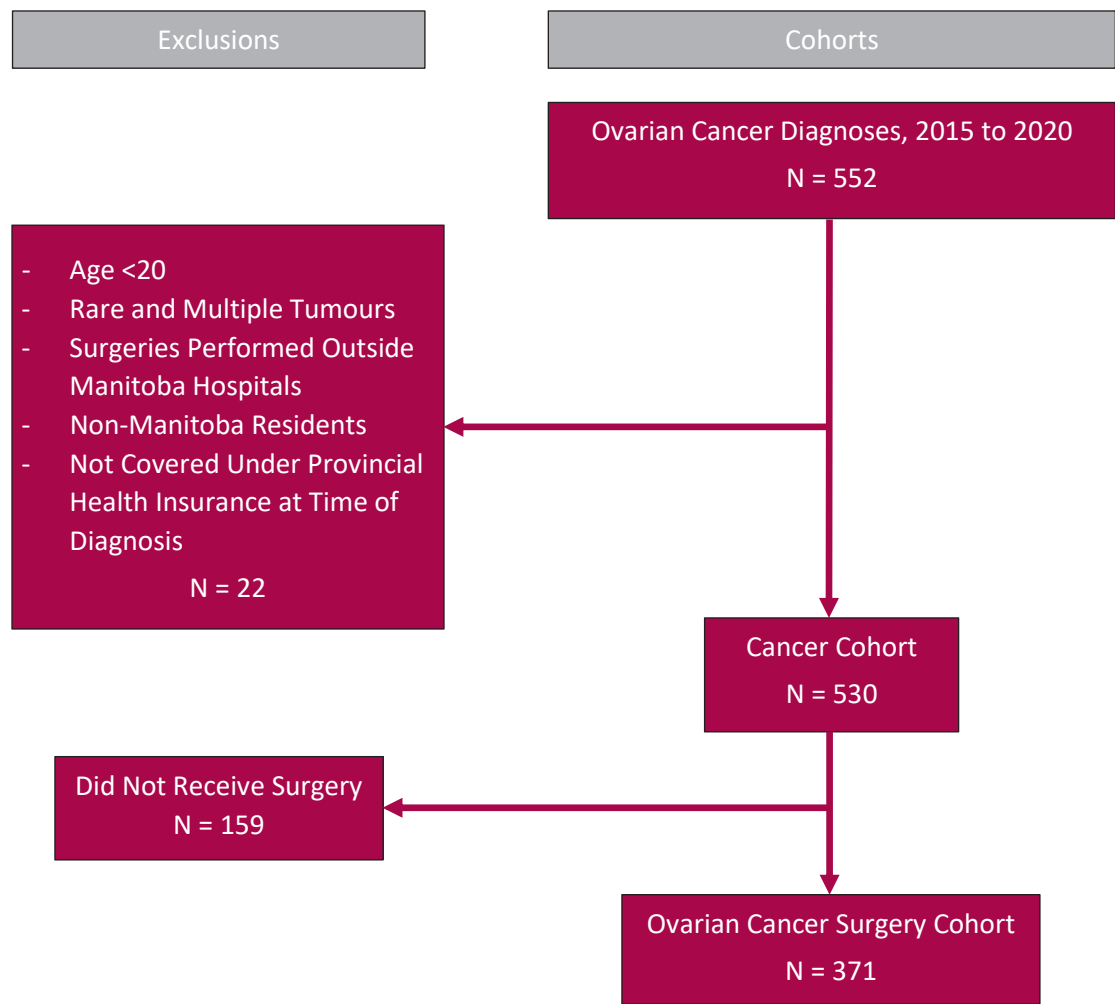 Exclusions
Cohorts
Ovarian Cancer Diagnoses, 2015 to 2020
N = 552
- Age <20
- Rare and Multiple Tumours
- Surgeries Performed Outside
Manitoba Hospitals
- Non-Manitoba Residents
- Not Covered Under Provincial
Health Insurance at Time of
Diagnosis
N = 22
Cancer Cohort
N = 530
Did Not Receive Surgery
N = 159
Ovarian Cancer Surgery Cohort
N = 371